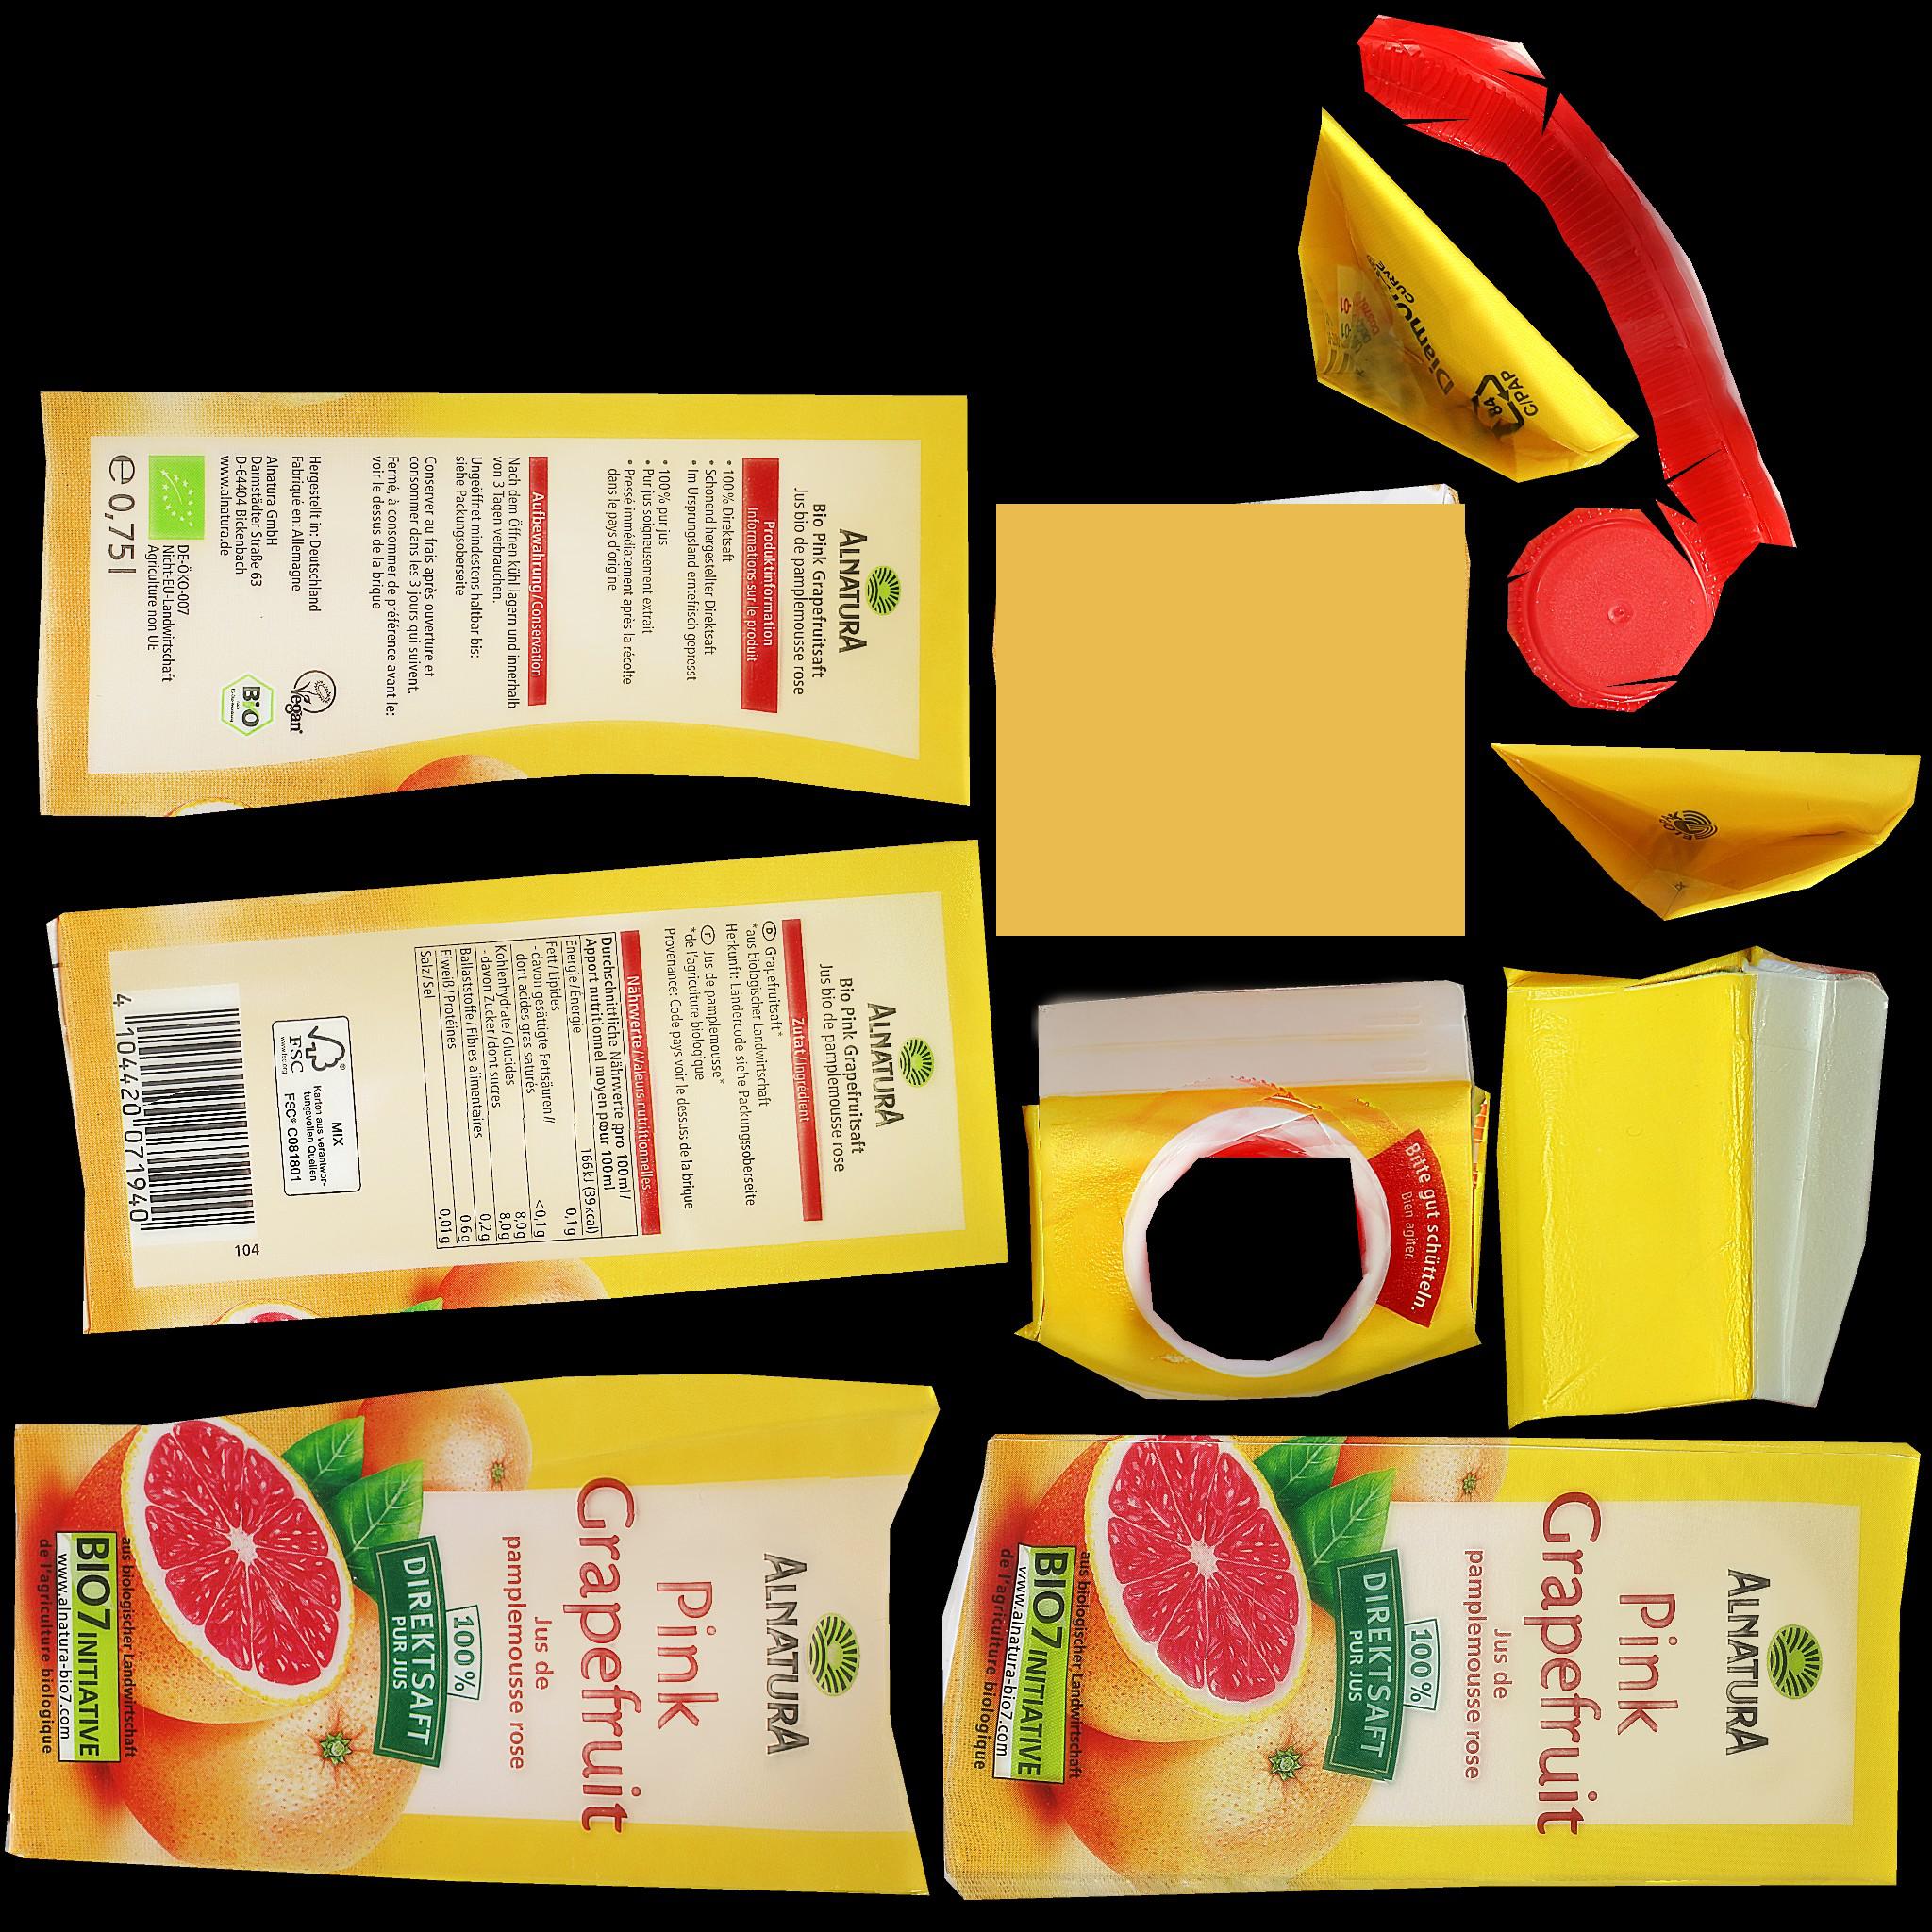 ALNATURA
Bio Pink Grapefruitsaft
Jus bio de pamplemousse rose
Produktinformation
Informations sur le produit
• 100% Direktsaft
• Schonend hergestellter Direktsaft
• Im Ursprungsland erntefrisch gepresst
• 100% pur jus
• Pur jus soigneusement extrait
• Pressé immédiatement après la récolte
dans le pays d'origine
Aufbewahrung/Conservation
Nach dem Öffnen kühl lagern und innerhalb
von 3 Tagen verbrauchen.
Ungeöffnet mindestens haltbar bis:
siehe Packungsoberseite
Conserver au frais après ouverture et
consommer dans les 3 jours qui suivent.
Fermé, à consommer de préférence avant le:
voir le dessus de la brique
Hergestellt in: Deutschland
Fabriqué en: Allemagne
Alnatura GmbH
Darmstädter Straße 63
D-64404 Bickenbach
www.alnatura.de
Vegan
Bio
DE-ÖKO-007
Nicht-EU-Landwirtschaft
Agriculture non UE
e 0,75 l
ALNATURA
Bio Pink Grapefruitsaft
Jus bio de pamplemousse rose
Zutat/Ingrédient
D Grapefruitsaft*
*aus biologischer Landwirtschaft
Herkunft: Ländercode siehe Packungsoberseite
F Jus de pamplemousse*
*de l'agriculture biologique
Provenance: Code pays voir le dessus de la brique
Nährwerte/Valeurs nutritionnelles
Durchschnittliche Nährwerte pro 100ml/
Apport nutritionnel moyen pour 100ml
Energie/Energie 166kJ (39kcal)
Fett/Lipides 0,1g
- davon gesättigte Fettsäuren//
dont acides gras saturés <0,1g
Kohlenhydrate/Glucides 8,0g
- davon Zucker/dont sucres 8,0g
Ballaststoffe/Fibres alimentaires 0,2g
Eiweiß/Protéines 0,6g
Salz/Sel 0,01g
FSC
www.fsc.org
MIX
Karton aus verantwor-
tungsvollen Quellen
FSC® C081801
4 104420 071940
104
ALNATURA
Pink
Grapefruit
Jus de
pamplemousse rose
100%
DIREKTSAFT
PUR JUS
aus biologischer Landwirtschaft
BIO7 INITIATIVE
www.alnatura-bio7.com
de l'agriculture biologique
ALNATURA
Pink
Grapefruit
Jus de
pamplemousse rose
100%
DIREKTSAFT
PUR JUS
aus biologischer Landwirtschaft
BIO7 INITIATIVE
www.alnatura-bio7.com
de l'agriculture biologique
Bitte gut schütteln.
Bien agiter.
CURVE
84
C/PAP